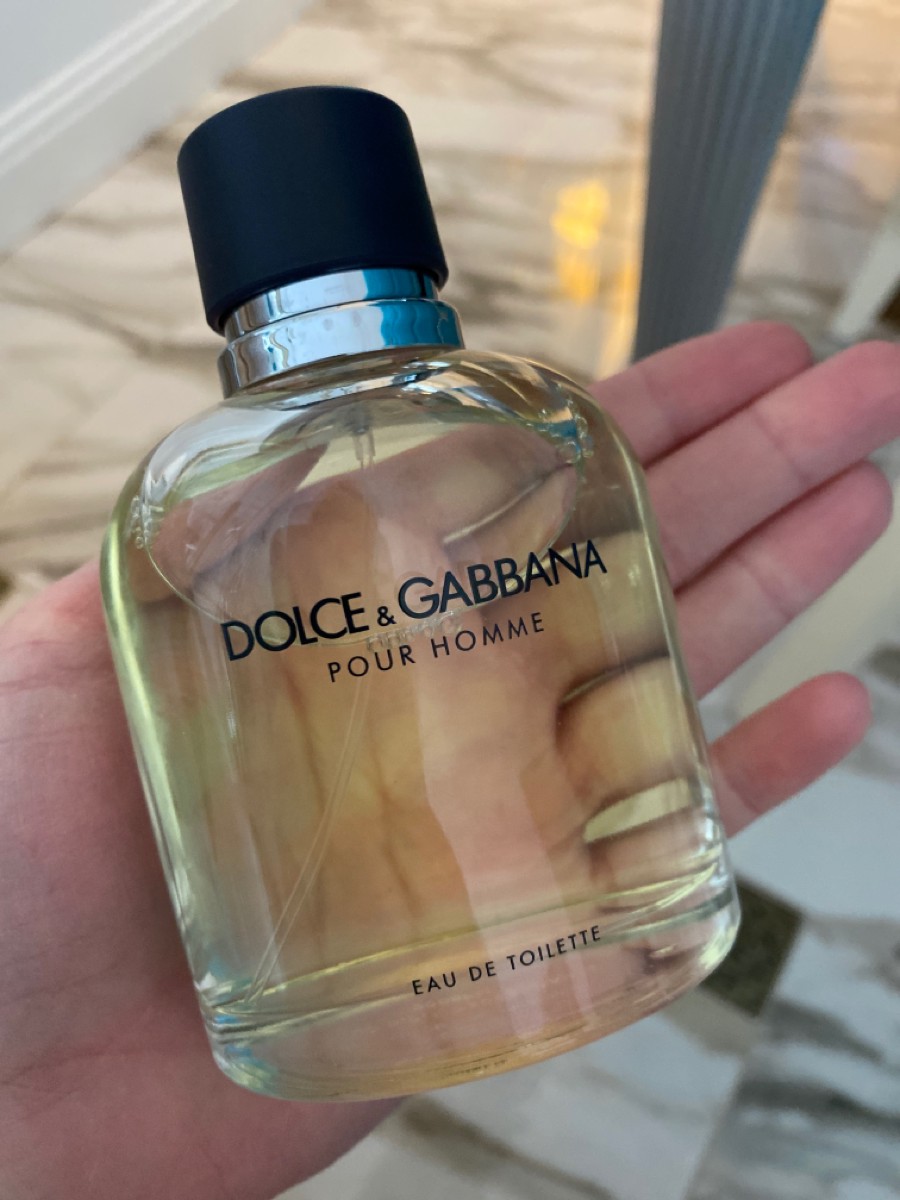 DOLCE & GABBANA
POUR HOMME
EAU DE TOILETTE